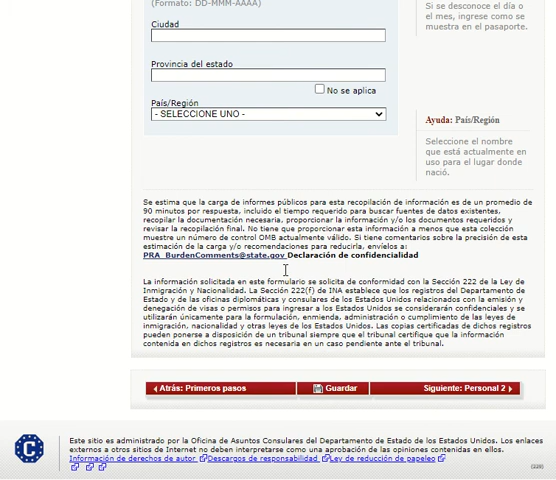 (Formato: DD-MMM-AAAA)
Si se desconoce el día o
el mes, ingrese como se
muestra en el pasaporte.
Ciudad
Provincia del estado
No se aplica
País/Región
- SELECCIONE UNO -
Ayuda: País/Región
Seleccione el nombre
que está actualmente en
uso para el lugar donde
nació.
Se estima que la carga de informes públicos para esta recopilación de información es de un promedio de
90 minutos por respuesta, incluido el tiempo requerido para buscar fuentes de datos existentes,
recopilar la documentación necesaria, proporcionar la información y/o los documentos requeridos y
revisar la recopilación final. No tiene que proporcionar esta información a menos que esta colección
muestre un número de control OMB actualmente válido. Si tiene comentarios sobre la precisión de esta
estimación de la carga y/o recomendaciones para reducirla, envíelos a:
PRA_BurdenComments@state.gov Declaración de confidencialidad
La información solicitada en este formulario se solicita de conformidad con la Sección 222 de la Ley de
Inmigración y Nacionalidad. La Sección 222(f) de INA establece que los registros del Departamento de
Estado y de las oficinas diplomáticas y consulares de los Estados Unidos relacionados con la emisión y
denegación de visas o permisos para ingresar a los Estados Unidos se considerarán confidenciales y se
utilizarán únicamente para la formulación, enmienda, administración o cumplimiento de las leyes de
inmigración, nacionalidad y otras leyes de los Estados Unidos. Las copias certificadas de dichos registros
pueden ponerse a disposición de un tribunal siempre que el tribunal certifique que la información
contenida en dichos registros es necesaria en un caso pendiente ante el tribunal.
Atrás: Primeros pasos
Guardar
Siguiente: Personal 2
C
Este sitio es administrado por la Oficina de Asuntos Consulares del Departamento de Estado de los Estados Unidos. Los enlaces
externos a otros sitios de Internet no deben interpretarse como una aprobación de las opiniones contenidas en ellos.
Información de derechos de autor Descargos de responsabilidad Ley de reducción de papeleo